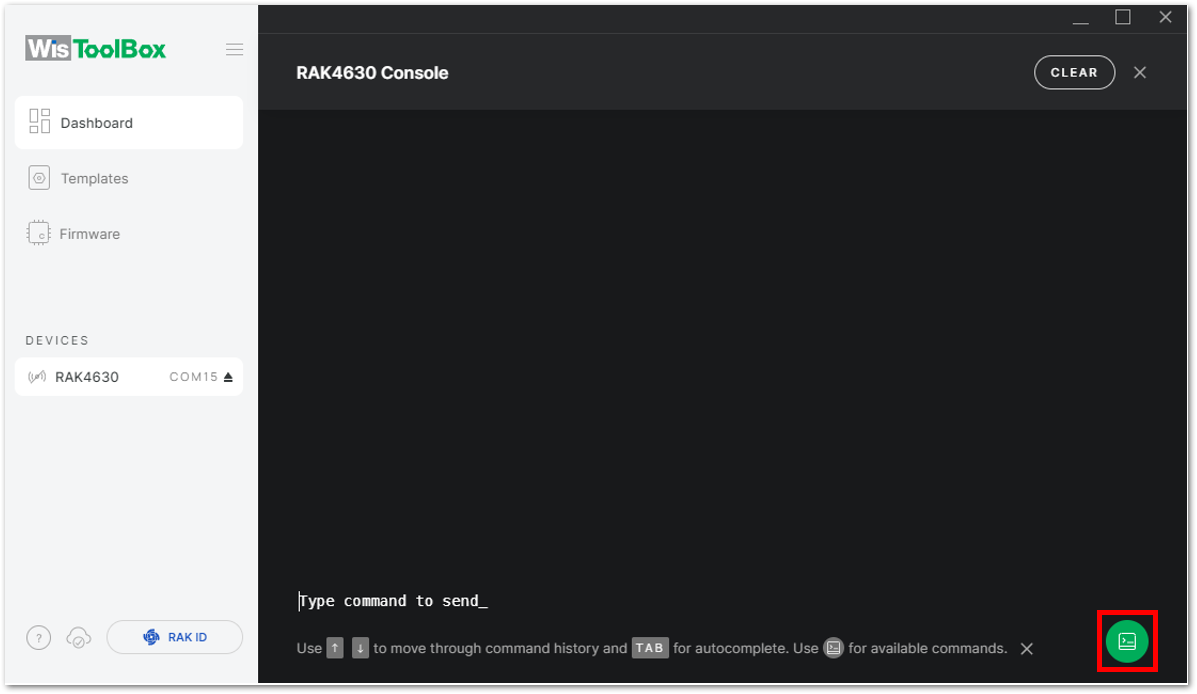 WisToolBox
Dashboard
Templates
Firmware
DEVICES
RAK4630 COM15
? RAK ID
RAK4630 Console CLEAR
Type command to send_
Use ↑ ↓ to move through command history and TAB for autocomplete. Use for available commands.